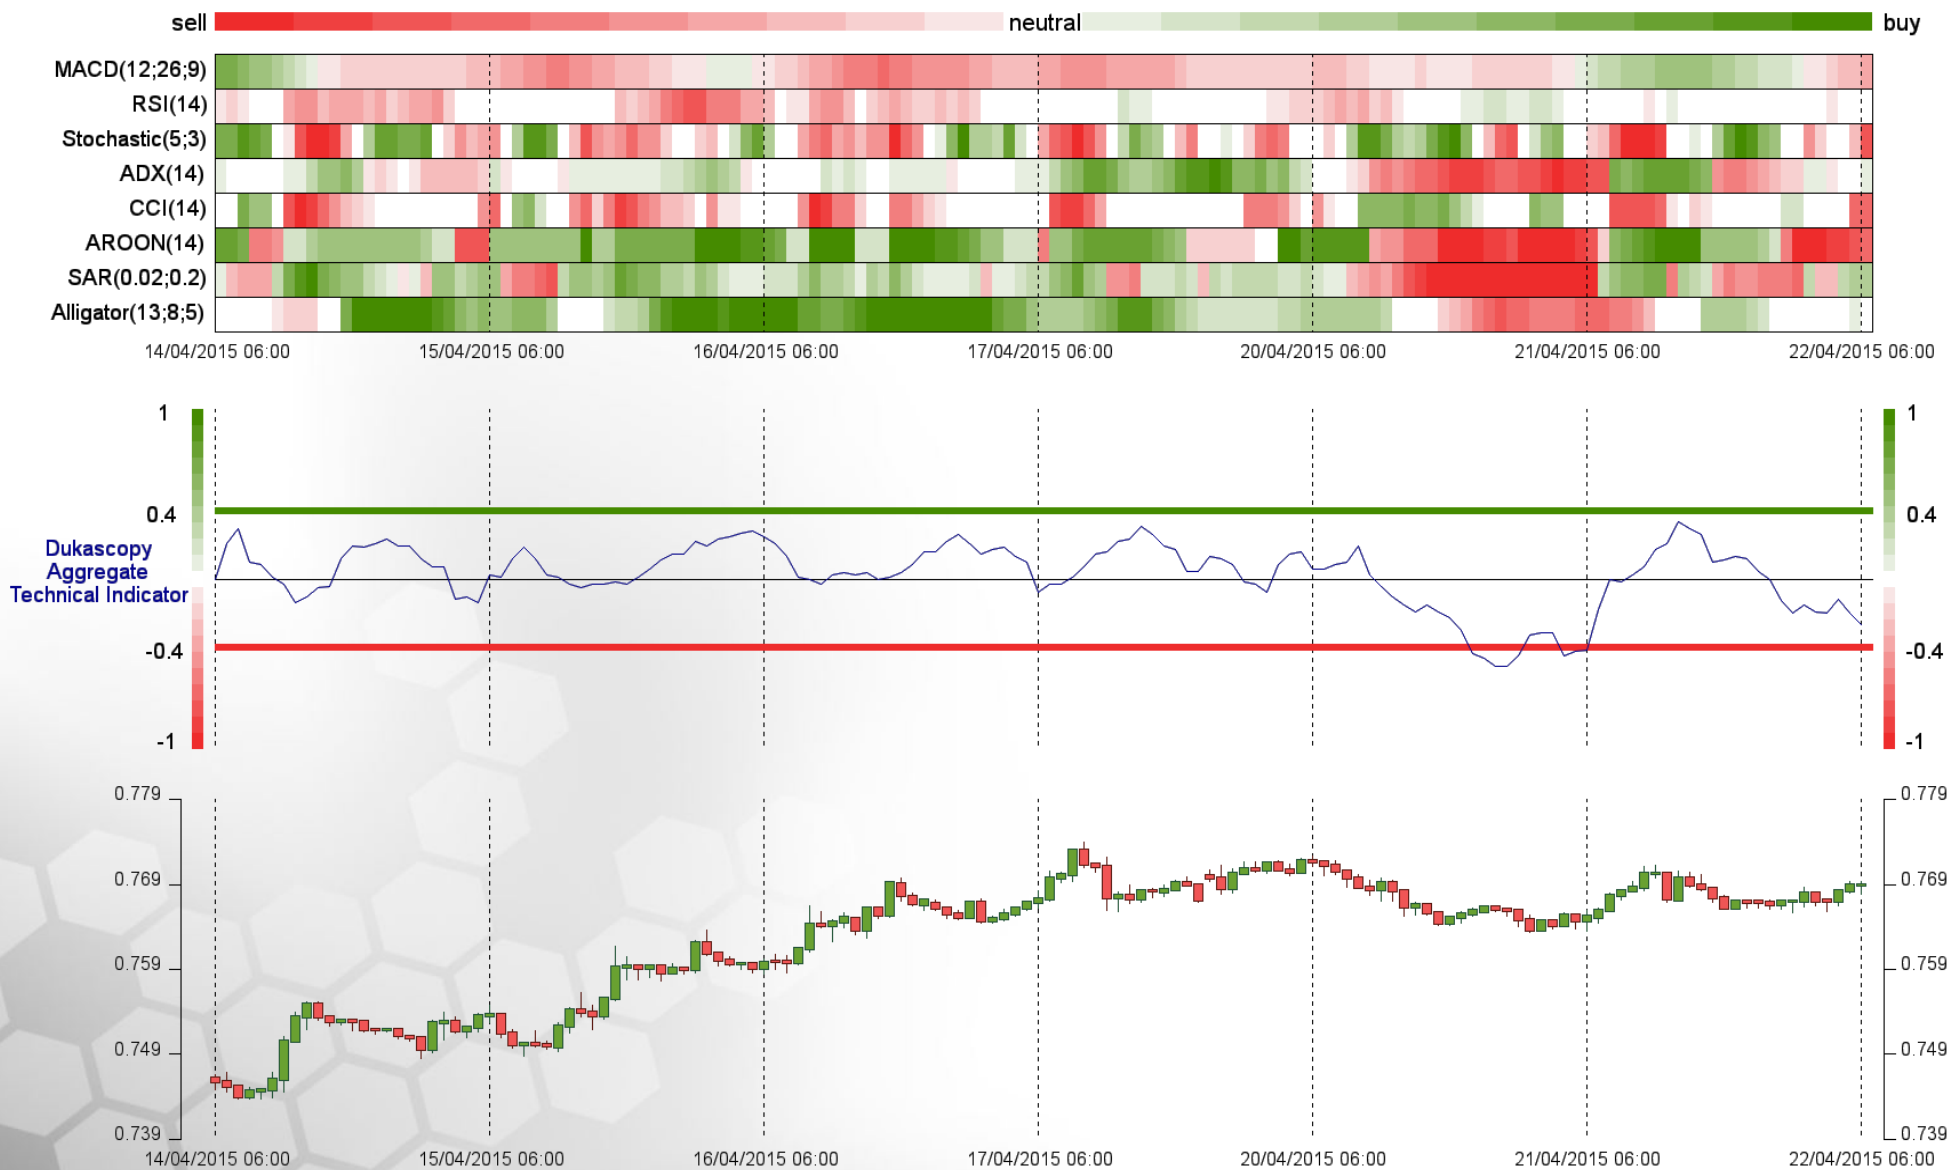 sell neutral buy
MACD(12;26;9)
RSI(14)
Stochastic(5;3)
ADX(14)
CCI(14)
AROON(14)
SAR(0.02;0.2)
Alligator(13;8;5)
14/04/2015 06:00 15/04/2015 06:00 16/04/2015 06:00 17/04/2015 06:00 20/04/2015 06:00 21/04/2015 06:00 22/04/2015 06:00
1 1
0.4 0.4
Dukascopy
Aggregate
Technical Indicator
-0.4 -0.4
-1 -1
0.779 0.779
0.769 0.769
0.759 0.759
0.749 0.749
0.739 0.739
14/04/2015 06:00 15/04/2015 06:00 16/04/2015 06:00 17/04/2015 06:00 20/04/2015 06:00 21/04/2015 06:00 22/04/2015 06:00